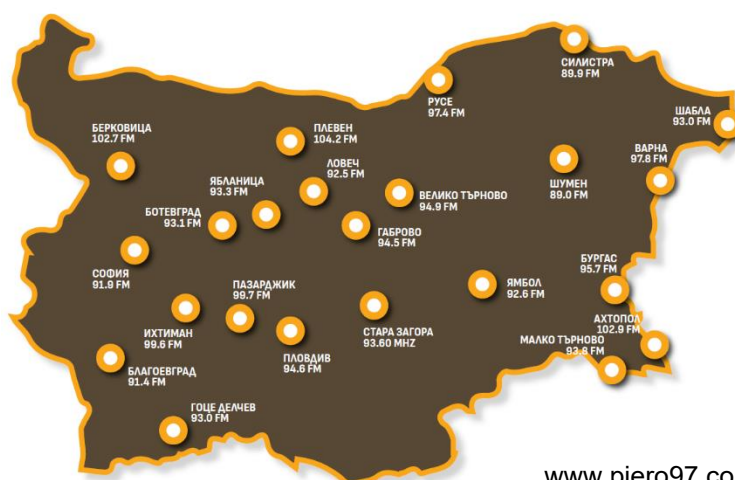 СИЛИСТРА
89.9 FM
РУСЕ
97.4 FM
ШАБЛА
93.0 FM
БЕРКОВИЦА
102.7 FM
ПЛЕВЕН
104.2 FM
ВАРНА
97.8 FM
ЛОВЕЧ
92.5 FM
ЯБЛАНИЦА
93.3 FM
ШУМЕН
89.0 FM
ВЕЛИКО ТЪРНОВО
94.9 FM
БОТЕВГРАД
93.1 FM
ГАБРОВО
94.5 FM
СОФИЯ
91.9 FM
БУРГАС
95.7 FM
ПАЗАРДЖИК
99.7 FM
ЯМБОЛ
92.6 FM
ИХТИМАН
99.6 FM
СТАРА ЗАГОРА
93.60 MHZ
АХТОПОЛ
102.9 FM
ПЛОВДИВ
94.6 FM
МАЛКО ТЪРНОВО
93.8 FM
БЛАГОЕВГРАД
91.4 FM
ГОЦЕ ДЕЛЧЕВ
93.0 FM
www.piero97.co